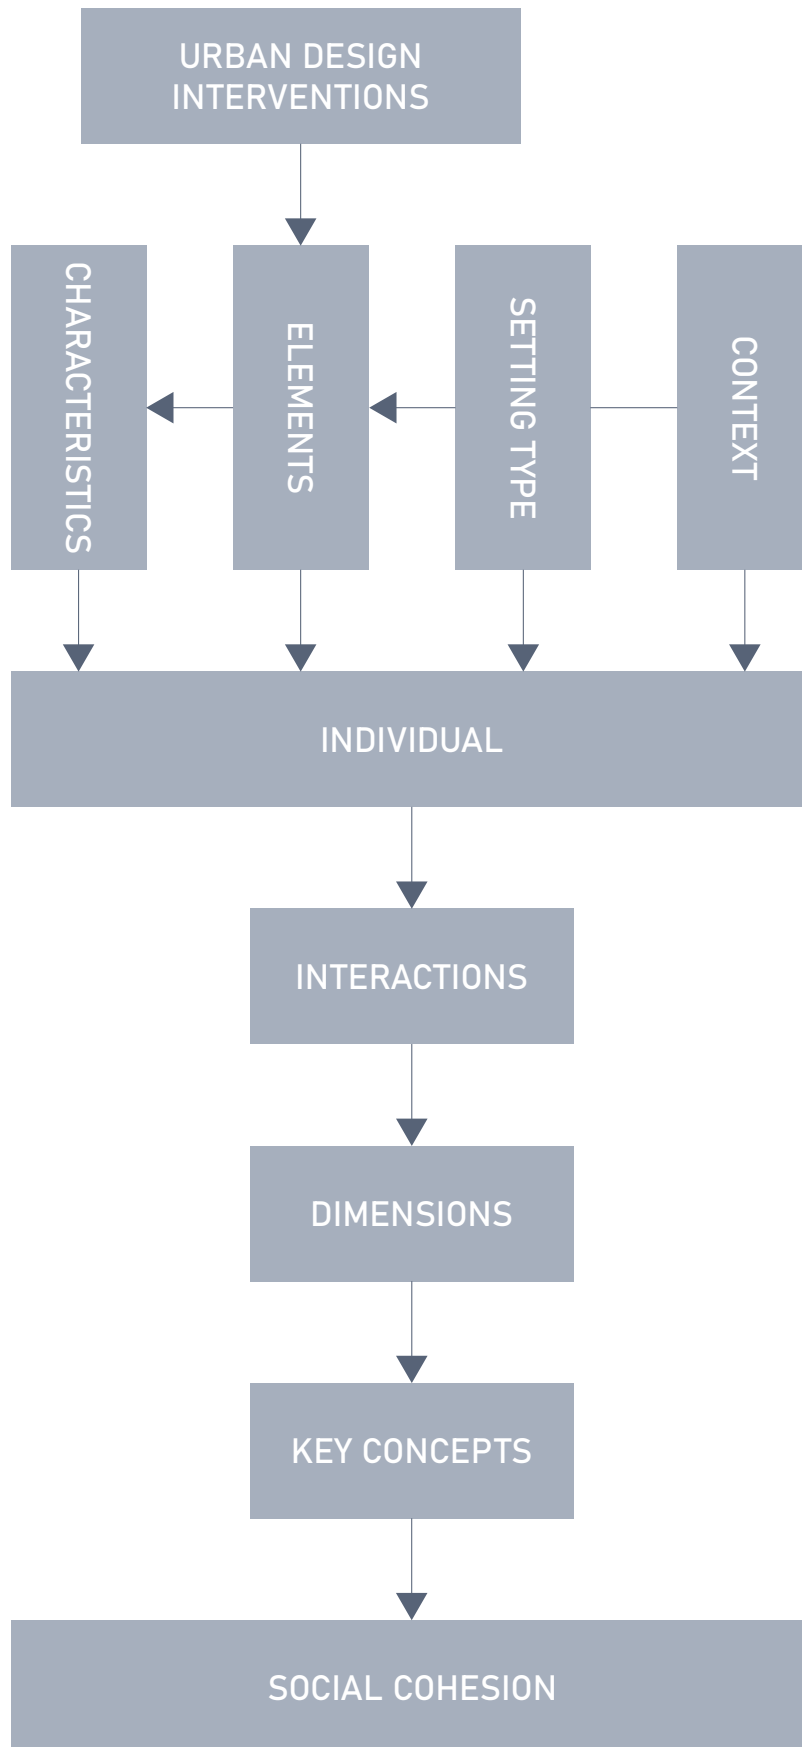 URBAN DESIGN
INTERVENTIONS
CHARACTERISTICS
ELEMENTS
SETTING TYPE
CONTEXT
INDIVIDUAL
INTERACTIONS
DIMENSIONS
KEY CONCEPTS
SOCIAL COHESION